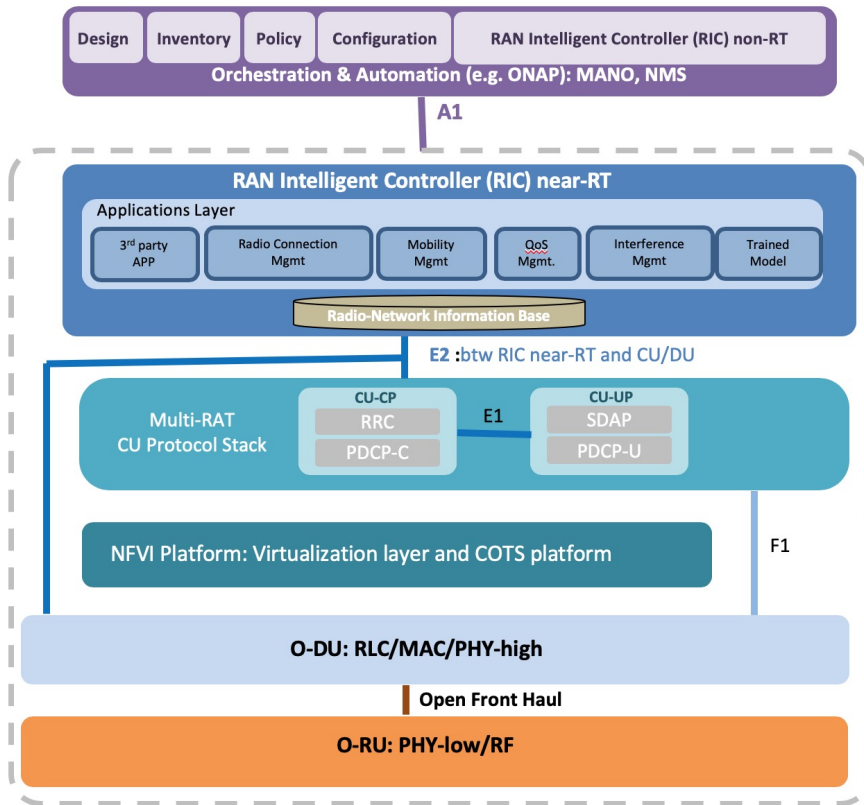 Design Inventory Policy Configuration RAN Intelligent Controller (RIC) non-RT
Orchestration & Automation (e.g. ONAP): MANO, NMS
A1
RAN Intelligent Controller (RIC) near-RT
Applications Layer
3rd party
APP
Radio Connection
Mgmt
Mobility
Mgmt
QoS
Mgmt.
Interference
Mgmt
Trained
Model
Radio-Network Information Base
E2 :btw RIC near-RT and CU/DU
Multi-RAT
CU Protocol Stack
CU-CP
RRC
PDCP-C
E1
CU-UP
SDAP
PDCP-U
NFVI Platform: Virtualization layer and COTS platform
F1
O-DU: RLC/MAC/PHY-high
Open Front Haul
O-RU: PHY-low/RF